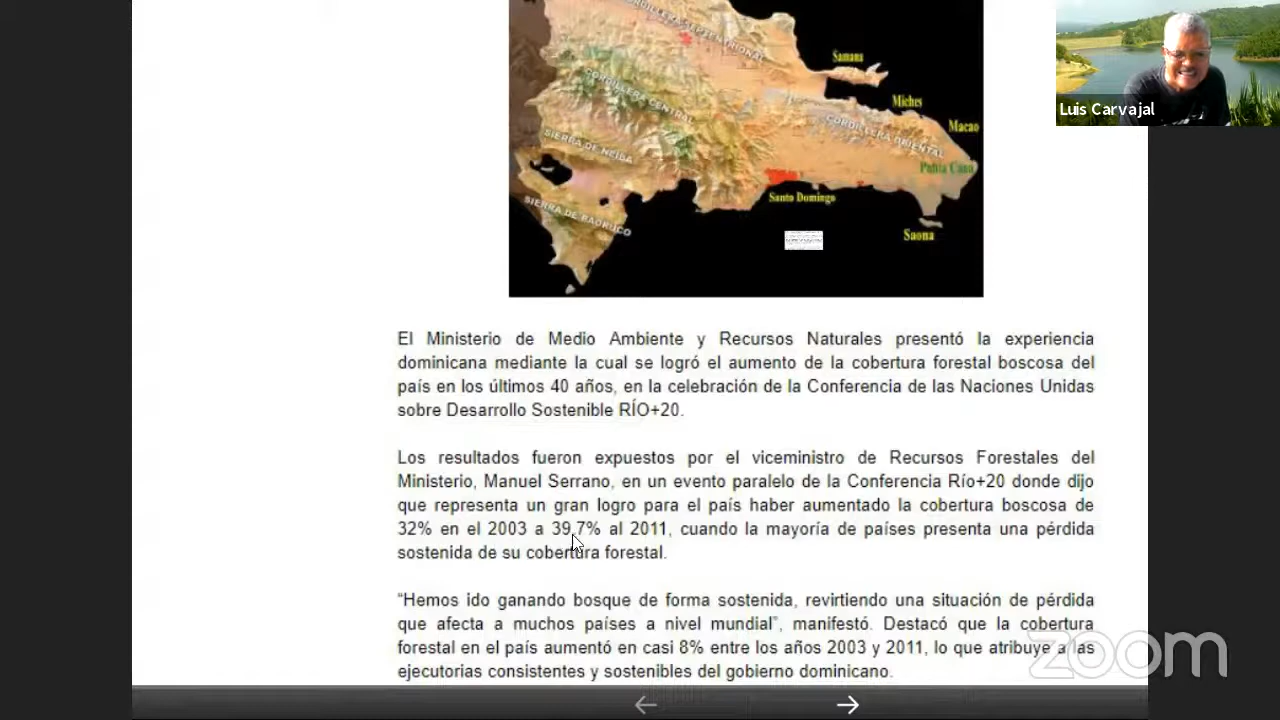 CORDILLERA SEPTENTRIONAL
Samana
CORDILLERA CENTRAL
Miches
CORDILLERA ORIENTAL
Macao
SIERRA DE NEIBA
Punta Cana
Santo Domingo
SIERRA DE BAORUCO
Saona
Luis Carvajal
El Ministerio de Medio Ambiente y Recursos Naturales presentó la experiencia
dominicana mediante la cual se logró el aumento de la cobertura forestal boscosa del
país en los últimos 40 años, en la celebración de la Conferencia de las Naciones Unidas
sobre Desarrollo Sostenible RÍO+20.
Los resultados fueron expuestos por el viceministro de Recursos Forestales del
Ministerio, Manuel Serrano, en un evento paralelo de la Conferencia Río+20 donde dijo
que representa un gran logro para el país haber aumentado la cobertura boscosa de
32% en el 2003 a 39,7% al 2011, cuando la mayoría de países presenta una pérdida
sostenida de su cobertura forestal.
“Hemos ido ganando bosque de forma sostenida, revirtiendo una situación de pérdida
que afecta a muchos países a nivel mundial”, manifestó. Destacó que la cobertura
forestal en el país aumentó en casi 8% entre los años 2003 y 2011, lo que atribuye a las
ejecutorias consistentes y sostenibles del gobierno dominicano.
zoom